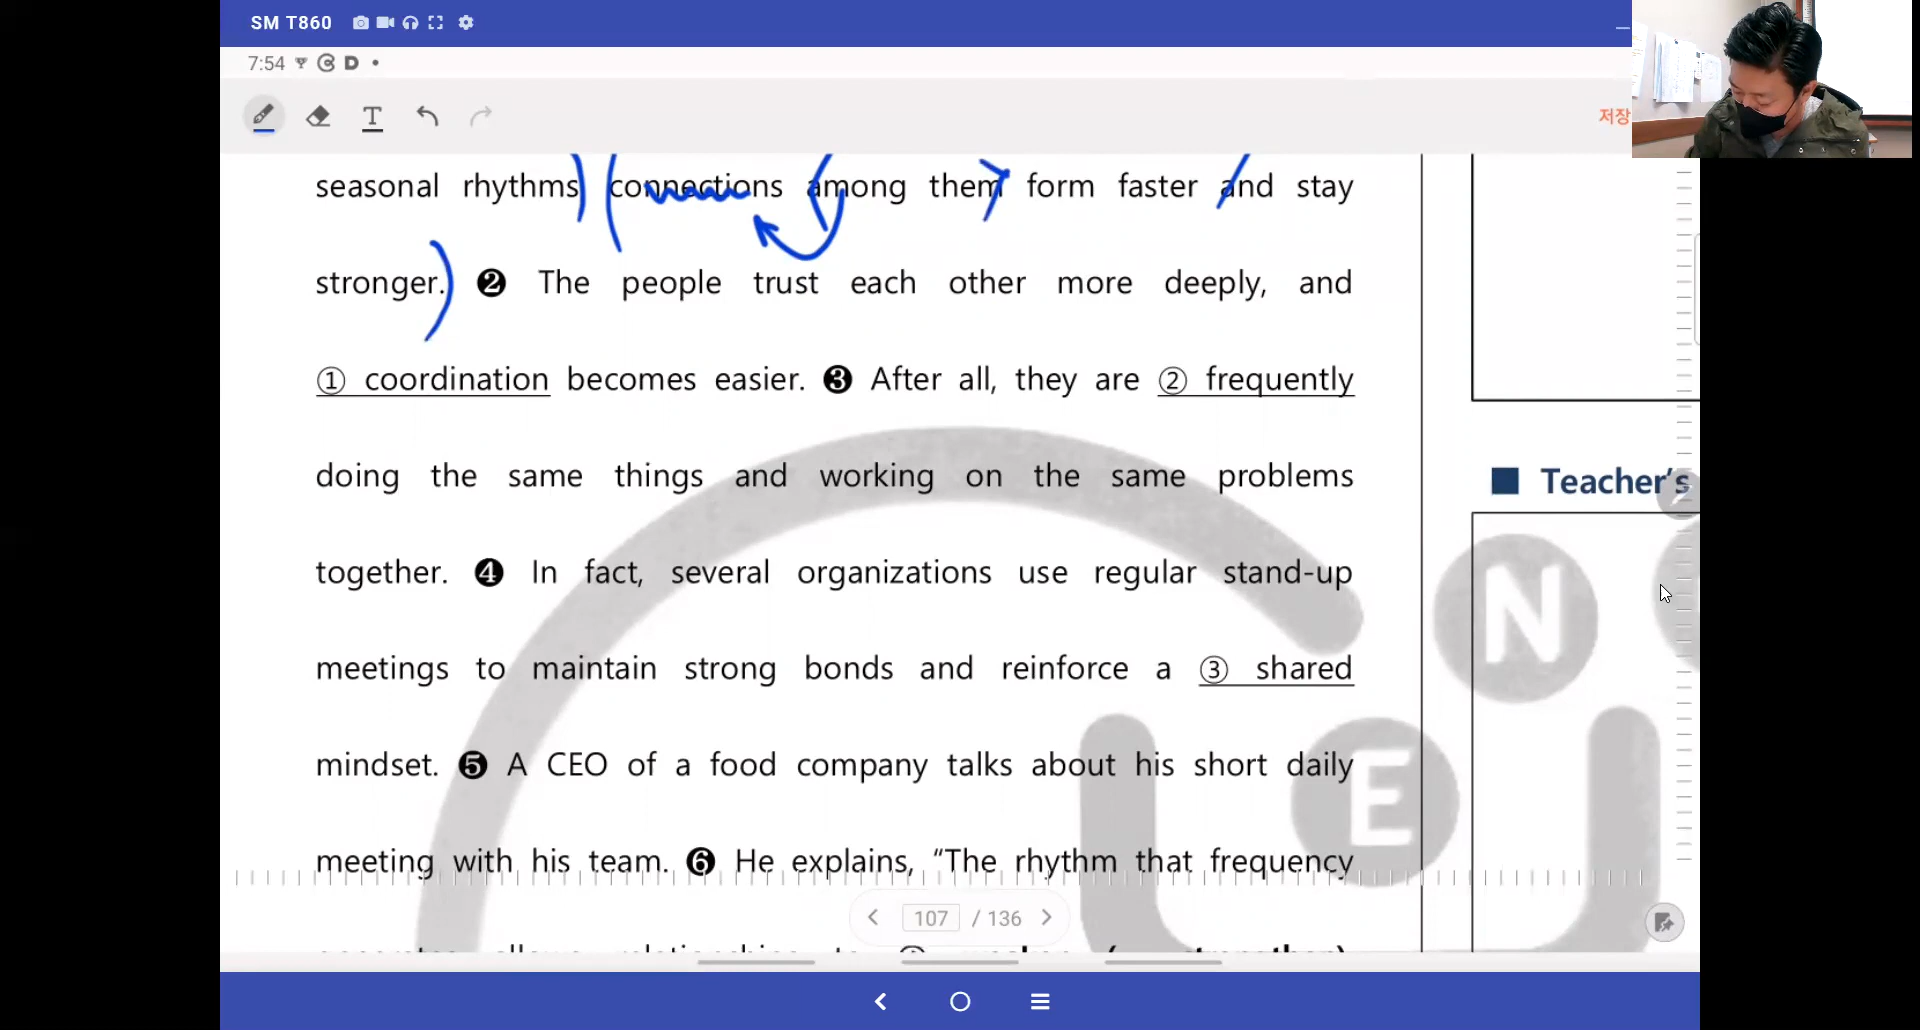 SM T860
7:54
T
저장
seasonal rhythms, connections among them form faster and stay
stronger. ❷ The people trust each other more deeply, and
① coordination becomes easier. ❸ After all, they are ② frequently
doing the same things and working on the same problems
together. ❹ In fact, several organizations use regular stand-up
meetings to maintain strong bonds and reinforce a ③ shared
mindset. ❺ A CEO of a food company talks about his short daily
meeting with his team. ❻ He explains, “The rhythm that frequency
Teacher's
N
E
107 / 136